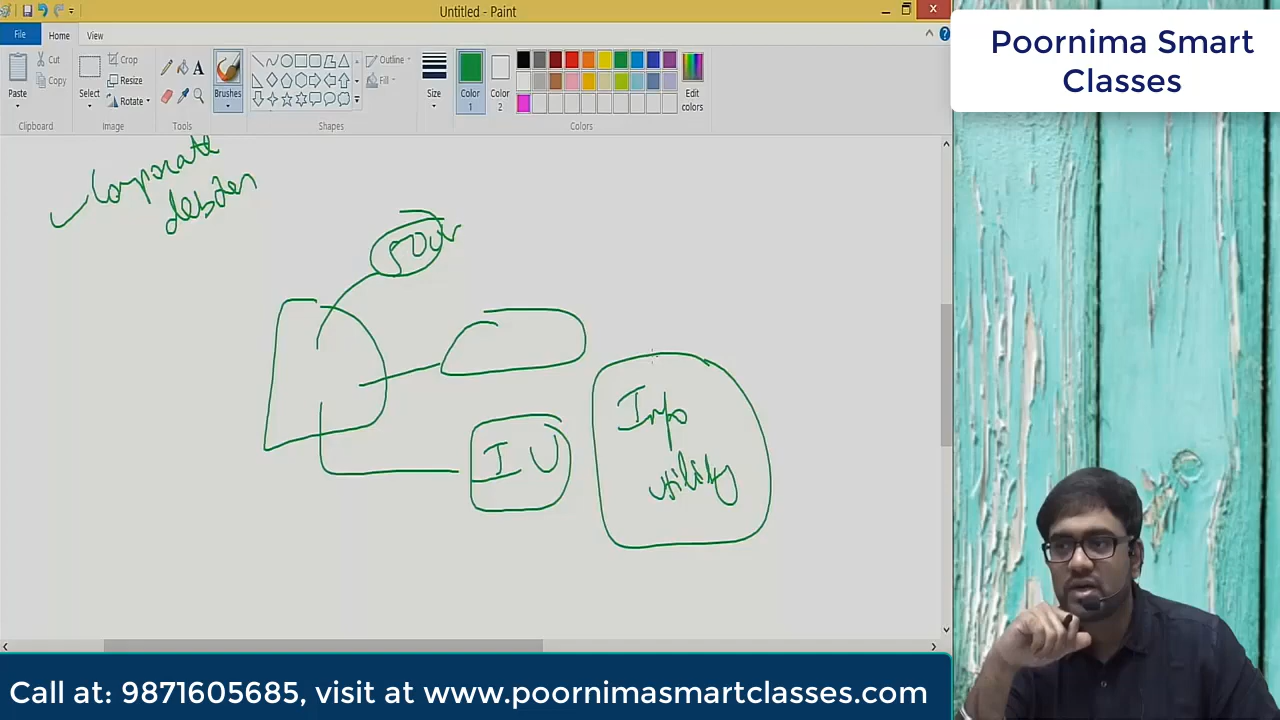 Untitled - Paint
File
Home
View
Paste
Cut
Copy
Clipboard
Select
Crop
Resize
Rotate
Image
A
Tools
Brushes
Shapes
Outline
Fill
Size
Color
1
Color
2
Edit
colors
Colors
Poornima Smart
Classes
Corporate
debtor
IU
Info
utility
Call at: 9871605685, visit at www.poornimasmartclasses.com